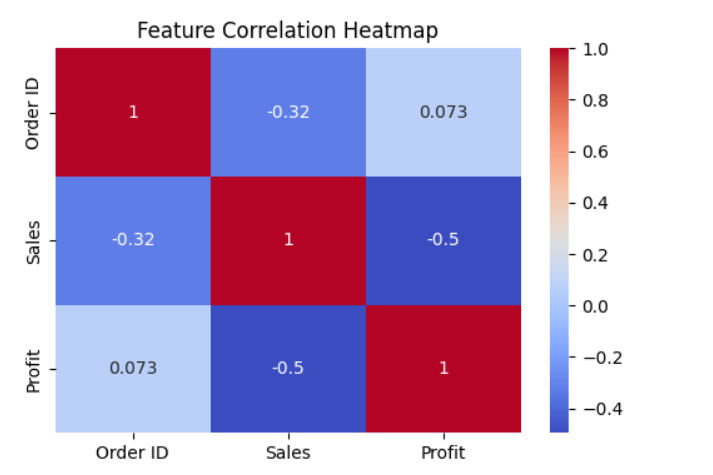 Feature Correlation Heatmap
Order ID
1
-0.32
0.073
Sales
-0.32
1
-0.5
Profit
0.073
-0.5
1
Order ID
Sales
Profit
1.0
0.8
0.6
0.4
0.2
0.0
−0.2
−0.4